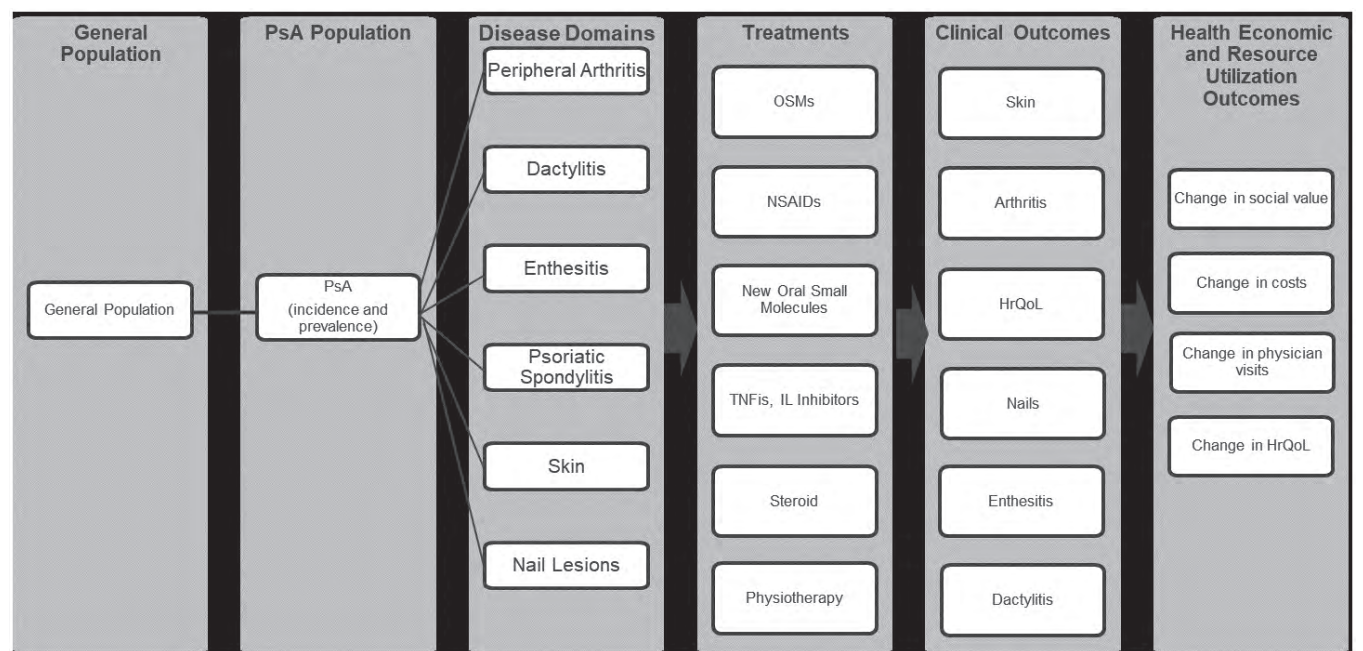 General
Population
General Population
PsA Population
PsA
(incidence and
prevalence)
Disease Domains
Peripheral Arthritis
Dactylitis
Enthesitis
Psoriatic
Spondylitis
Skin
Nail Lesions
Treatments
OSMs
NSAIDs
New Oral Small
Molecules
TNFis, IL Inhibitors
Steroid
Physiotherapy
Clinical Outcomes
Skin
Arthritis
HrQoL
Nails
Enthesitis
Dactylitis
Health Economic
and Resource
Utilization
Outcomes
Change in social value
Change in costs
Change in physician
visits
Change in HrQoL